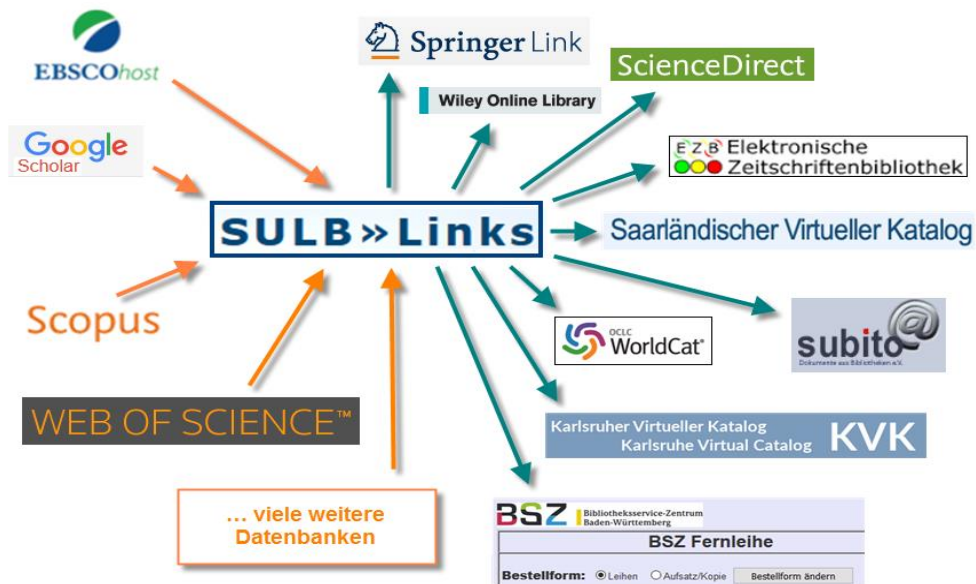 EBSCOhost
Springer Link
ScienceDirect
Wiley Online Library
Google
Scholar
EZB Elektronische
Zeitschriftenbibliothek
SULB»Links
Saarländischer Virtueller Katalog
Scopus
OCLC
WorldCat®
subito
Dokumente aus Bibliotheken e.V.
WEB OF SCIENCE™
Karlsruher Virtueller Katalog
Karlsruhe Virtual Catalog
KVK
... viele weitere
Datenbanken
BSZ Bibliotheksservice-Zentrum
Baden-Württemberg
BSZ Fernleihe
Bestellform: Leihen Aufsatz/Kopie Bestellform ändern